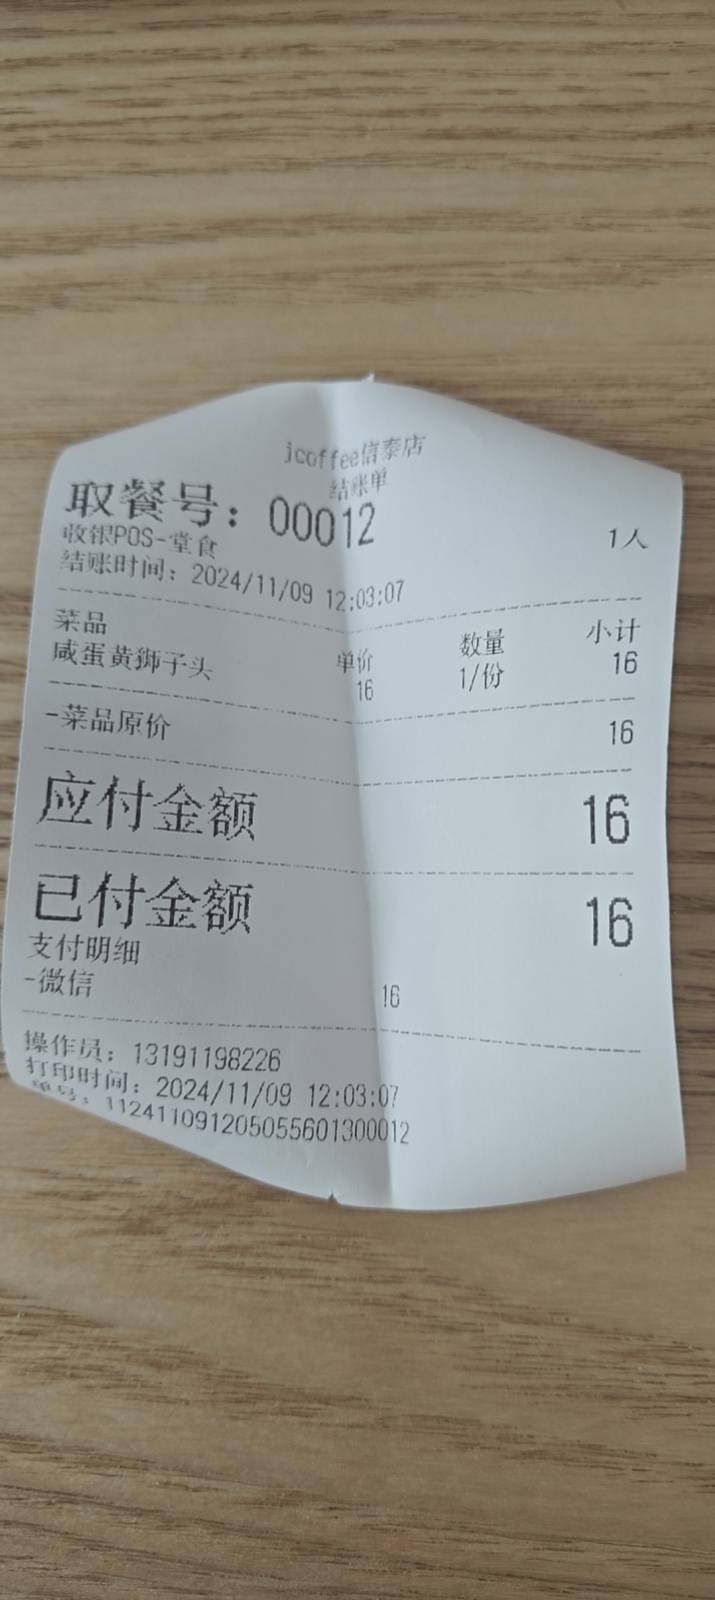 jcoffee信泰店
结账单
取餐号：00012
收银POS-堂食 1人
结账时间：2024/11/09 12:03:07
菜品 单价 数量 小计
咸蛋黄狮子头 16 1/份 16
-菜品原价 16
应付金额 16
已付金额 16
支付明细
-微信 16
操作员：13191198226
打印时间：2024/11/09 12:03:07
单号：112411091205055601300012